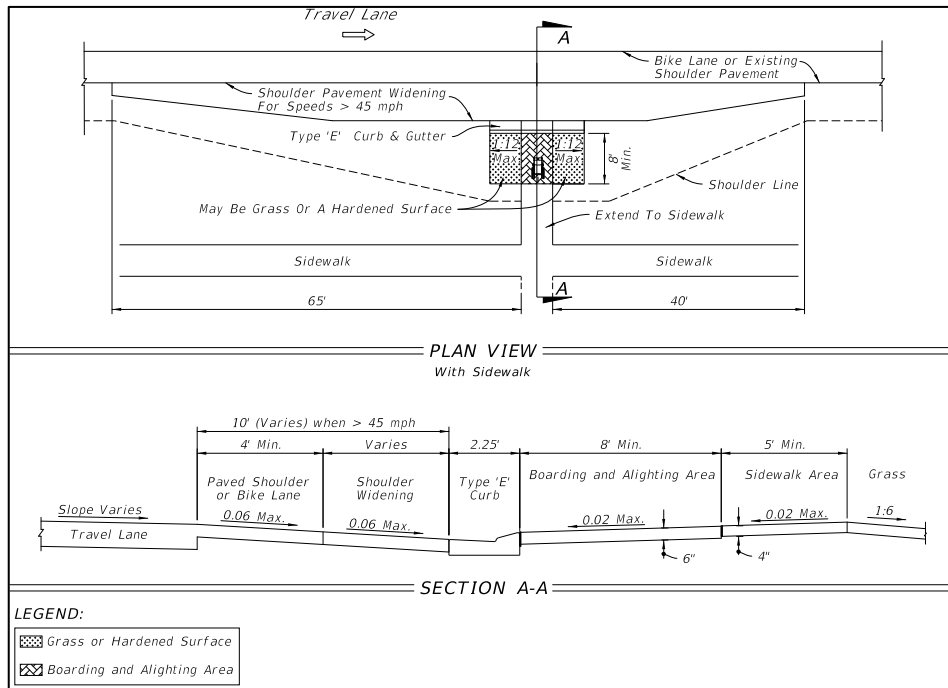 Travel Lane
A
Bike Lane or Existing
Shoulder Pavement
Shoulder Pavement Widening
For Speeds > 45 mph
Type 'E' Curb & Gutter
1:12
Max.
1:12
Max.
8'
Min.
Shoulder Line
May Be Grass Or A Hardened Surface
Extend To Sidewalk
Sidewalk
Sidewalk
A
65'
40'
PLAN VIEW
With Sidewalk
10' (Varies) when > 45 mph
4' Min.
Varies
2.25'
8' Min.
5' Min.
Paved Shoulder
or Bike Lane
Shoulder
Widening
Type 'E'
Curb
Boarding and Alighting Area
Sidewalk Area
Grass
Slope Varies
0.06 Max.
0.06 Max.
0.02 Max.
0.02 Max.
1:6
Travel Lane
6"
4"
SECTION A-A
LEGEND:
Grass or Hardened Surface
Boarding and Alighting Area